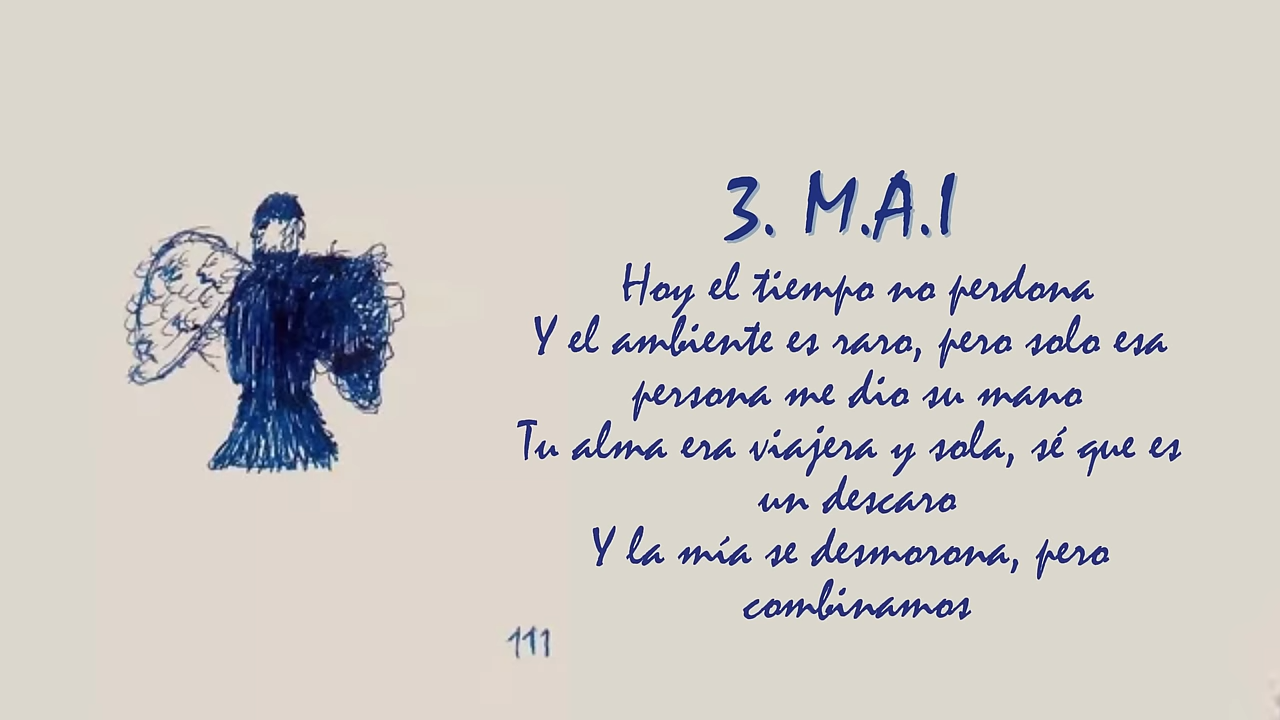 3. M.A.I
Hoy el tiempo no perdona
Y el ambiente es raro, pero solo esa
persona me dio su mano
Tu alma era viajera y sola, sé que es
un descaro
Y la mía se desmorona, pero
combinamos
111